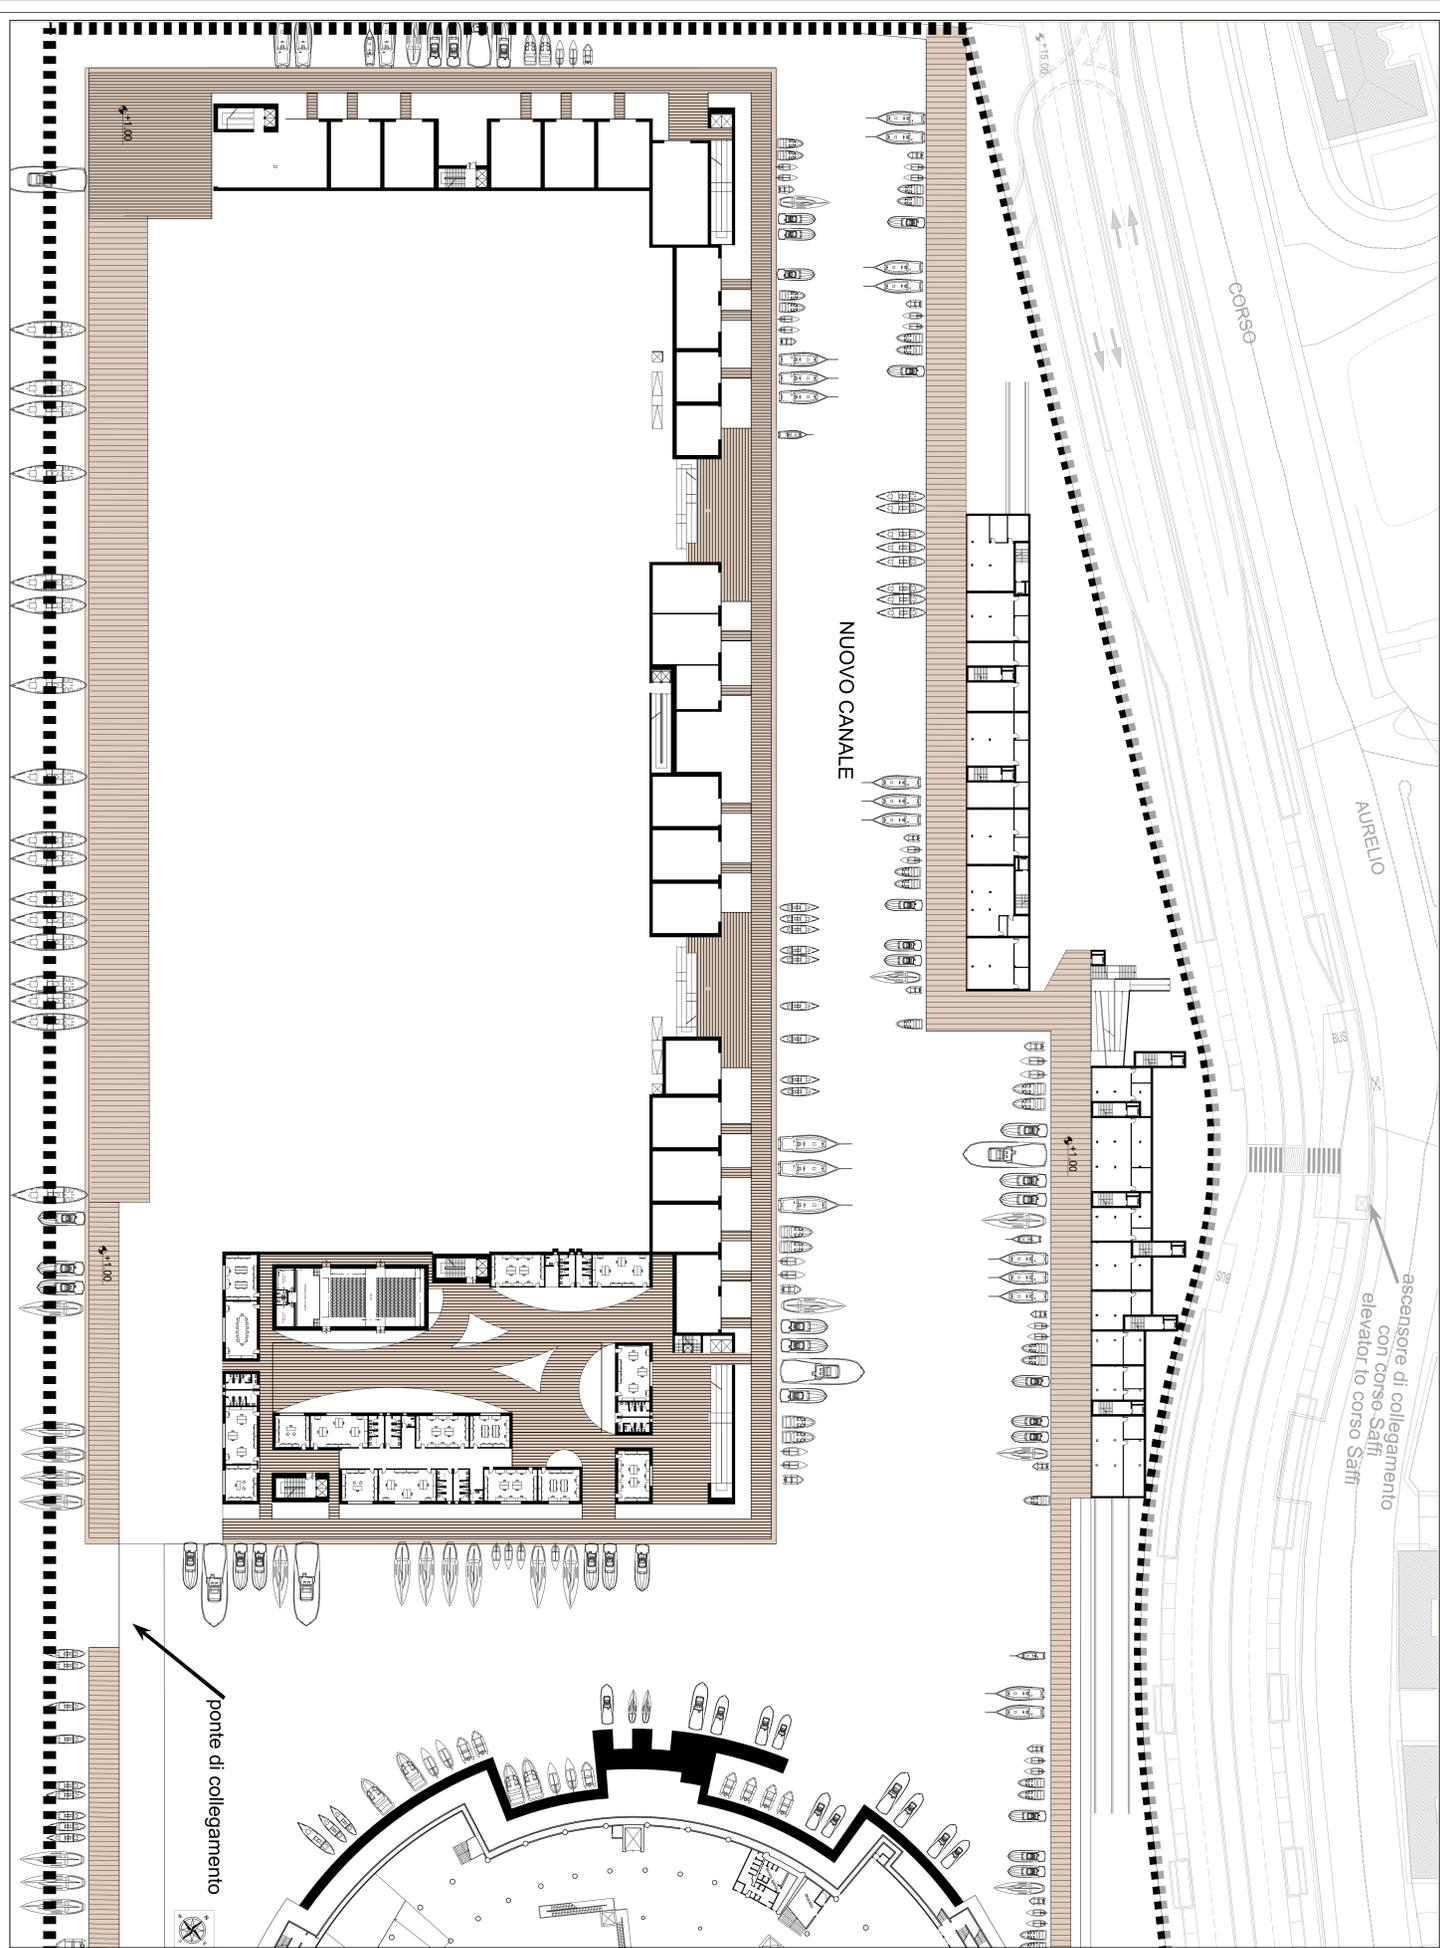 +15.00
+1.00
CORSO
NUOVO CANALE
AURELIO
BUS
+1.00
+1.00
BUS
ascensore di collegamento
con corso Saffi
elevator to corso Saffi
ponte di collegamento